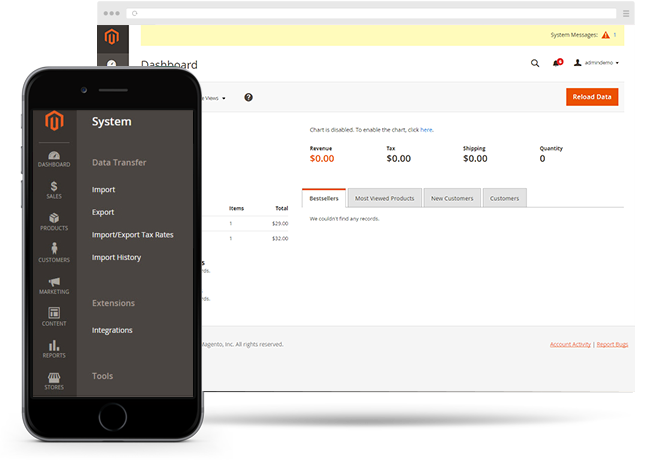 System Messages: 1
Dashboard
admindemo
Views
Reload Data
Chart is disabled. To enable the chart, click here.
Revenue Tax Shipping Quantity
$0.00 $0.00 $0.00 0
Bestsellers Most Viewed Products New Customers Customers
We couldn't find any records.
Items Total
1 $29.00
1 $32.00
Magento, Inc. All rights reserved.
Account Activity | Report Bugs
System
Data Transfer
Import
Export
Import/Export Tax Rates
Import History
Extensions
Integrations
Tools
DASHBOARD
SALES
PRODUCTS
CUSTOMERS
MARKETING
CONTENT
REPORTS
STORES